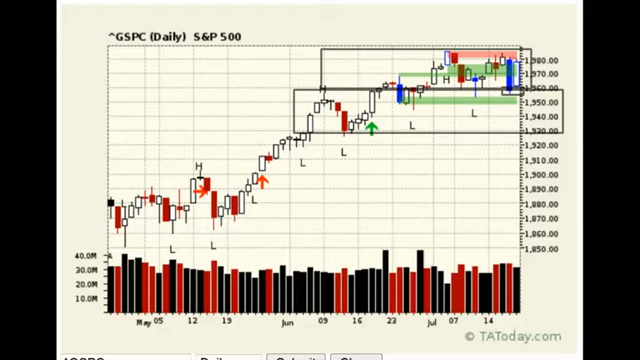 ^GSPC (Daily) S&P 500
1,980.00
1,970.00
1,960.00
1,950.00
1,940.00
1,930.00
1,920.00
1,910.00
1,900.00
1,890.00
1,880.00
1,870.00
1,860.00
1,850.00
H
H
H
L
L
L
L
L
L
L
L
40.0M
30.0M
20.0M
10.0M
A
May 05 12 19 Jun 09 16 23 Jul 07 14
© TAToday.com
^GSPC Daily Submit